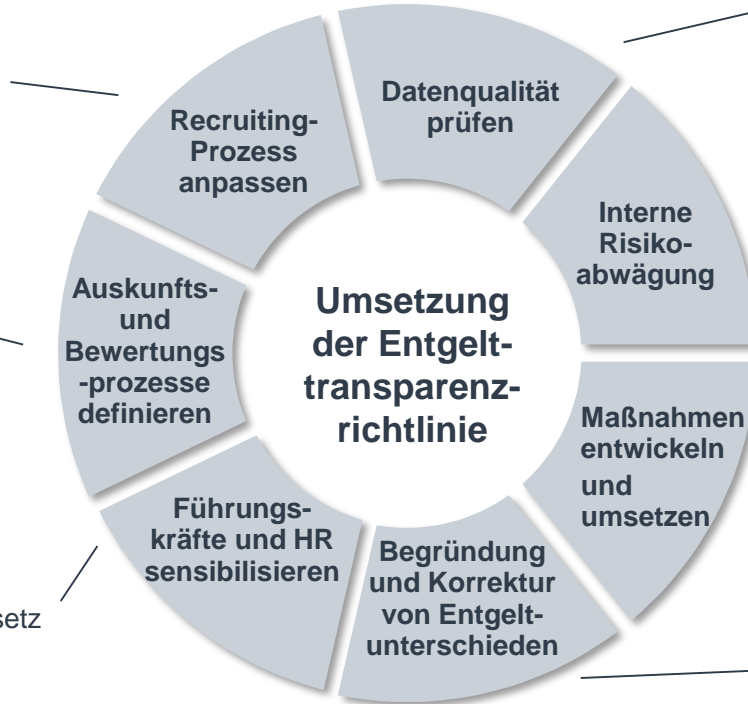 Datenqualität
prüfen
Interne
Risiko-
abwägung
Maßnahmen
entwickeln
und
umsetzen
Begründung
und Korrektur
von Entgelt-
unterschieden
Führungs-
kräfte und HR
sensibilisieren
Auskunfts-
und
Bewertungs
-prozesse
definieren
Recruiting-
Prozess
anpassen
Umsetzung
der Entgelt-
transparenz-
richtlinie
setz